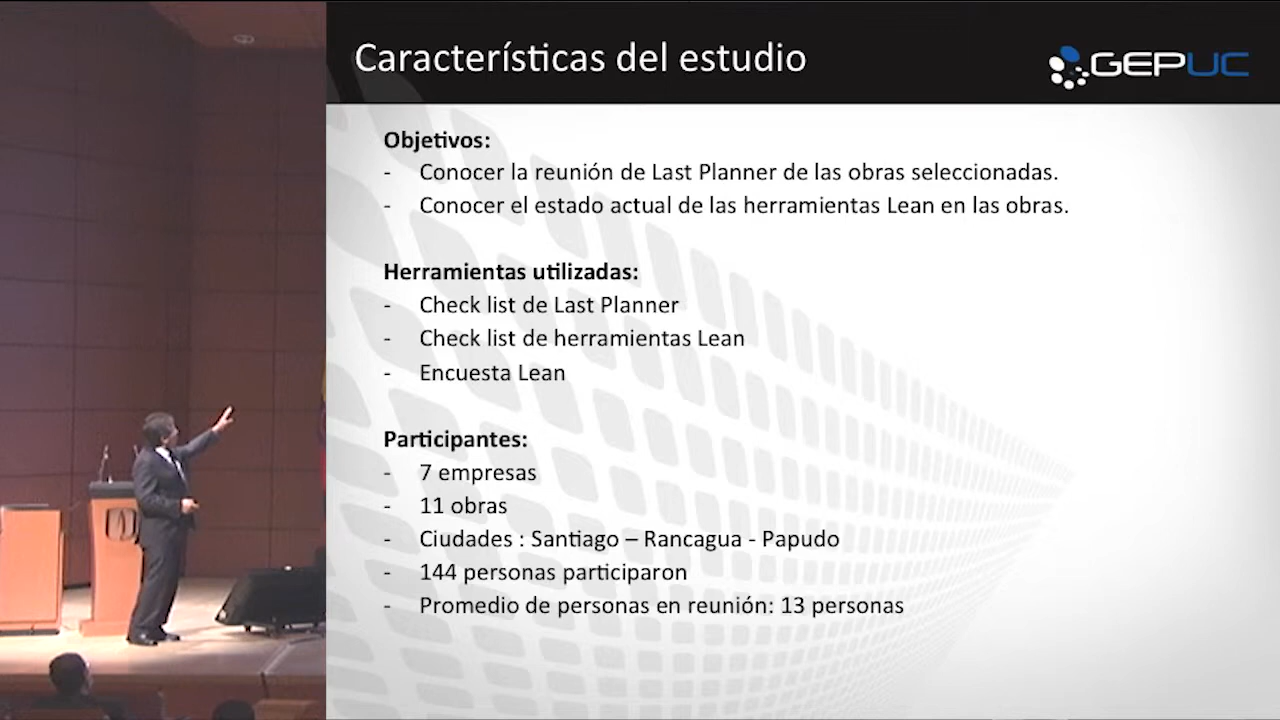 Características del estudio
GEPUC
Objetivos:
- Conocer la reunión de Last Planner de las obras seleccionadas.
- Conocer el estado actual de las herramientas Lean en las obras.
Herramientas utilizadas:
- Check list de Last Planner
- Check list de herramientas Lean
- Encuesta Lean
Participantes:
- 7 empresas
- 11 obras
- Ciudades : Santiago – Rancagua - Papudo
- 144 personas participaron
- Promedio de personas en reunión: 13 personas